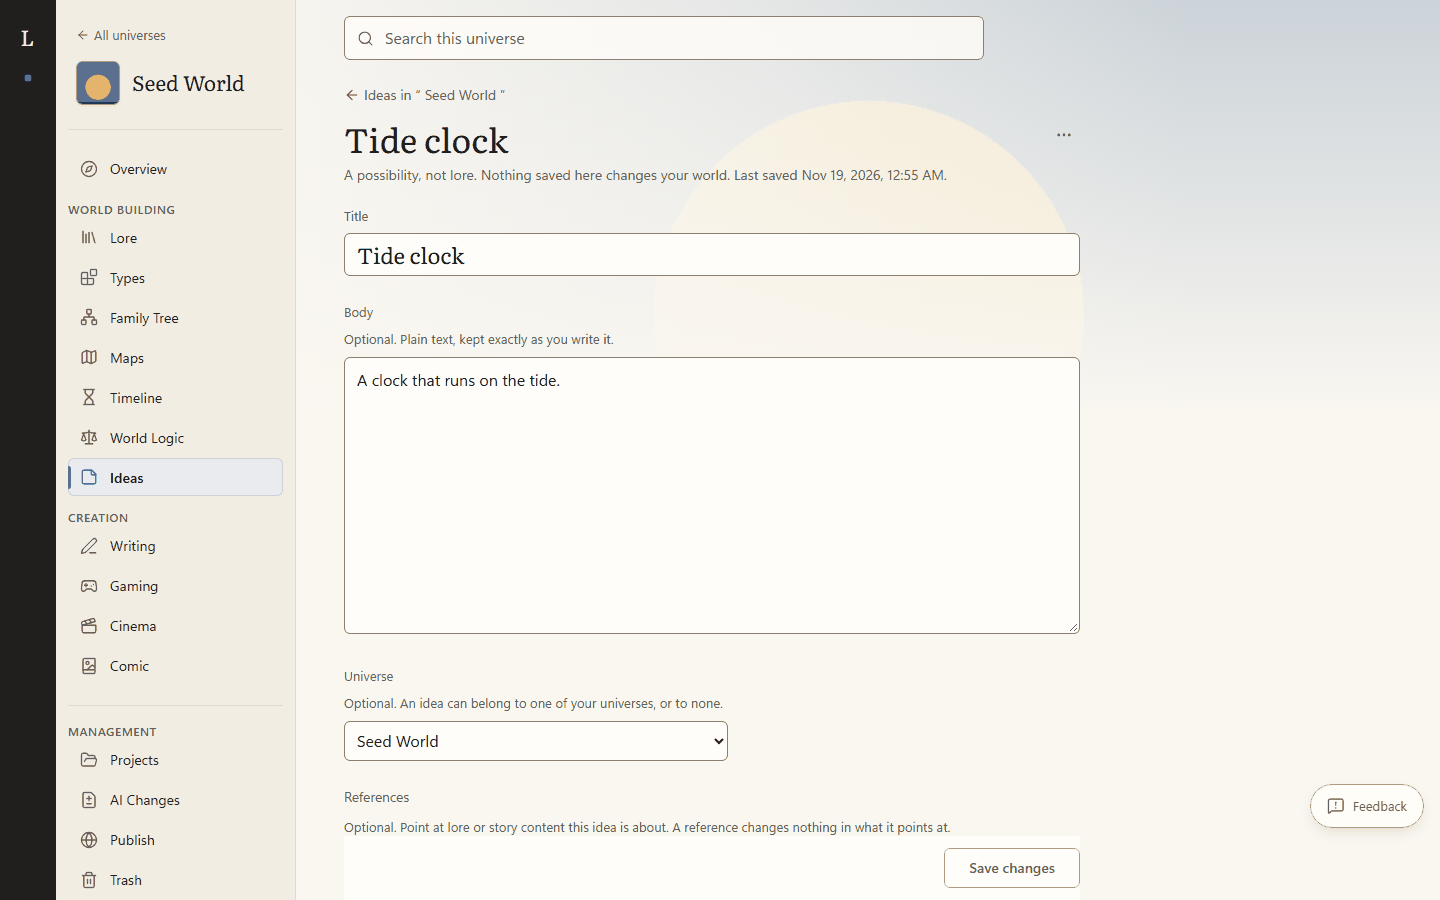 L
All universes
Seed World
Overview
WORLD BUILDING
Lore
Types
Family Tree
Maps
Timeline
World Logic
Ideas
CREATION
Writing
Gaming
Cinema
Comic
MANAGEMENT
Projects
AI Changes
Publish
Trash
Search this universe
Ideas in “ Seed World ”
Tide clock
A possibility, not lore. Nothing saved here changes your world. Last saved Nov 19, 2026, 12:55 AM.
Title
Tide clock
Body
Optional. Plain text, kept exactly as you write it.
A clock that runs on the tide.
Universe
Optional. An idea can belong to one of your universes, or to none.
Seed World
References
Optional. Point at lore or story content this idea is about. A reference changes nothing in what it points at.
Save changes
Feedback